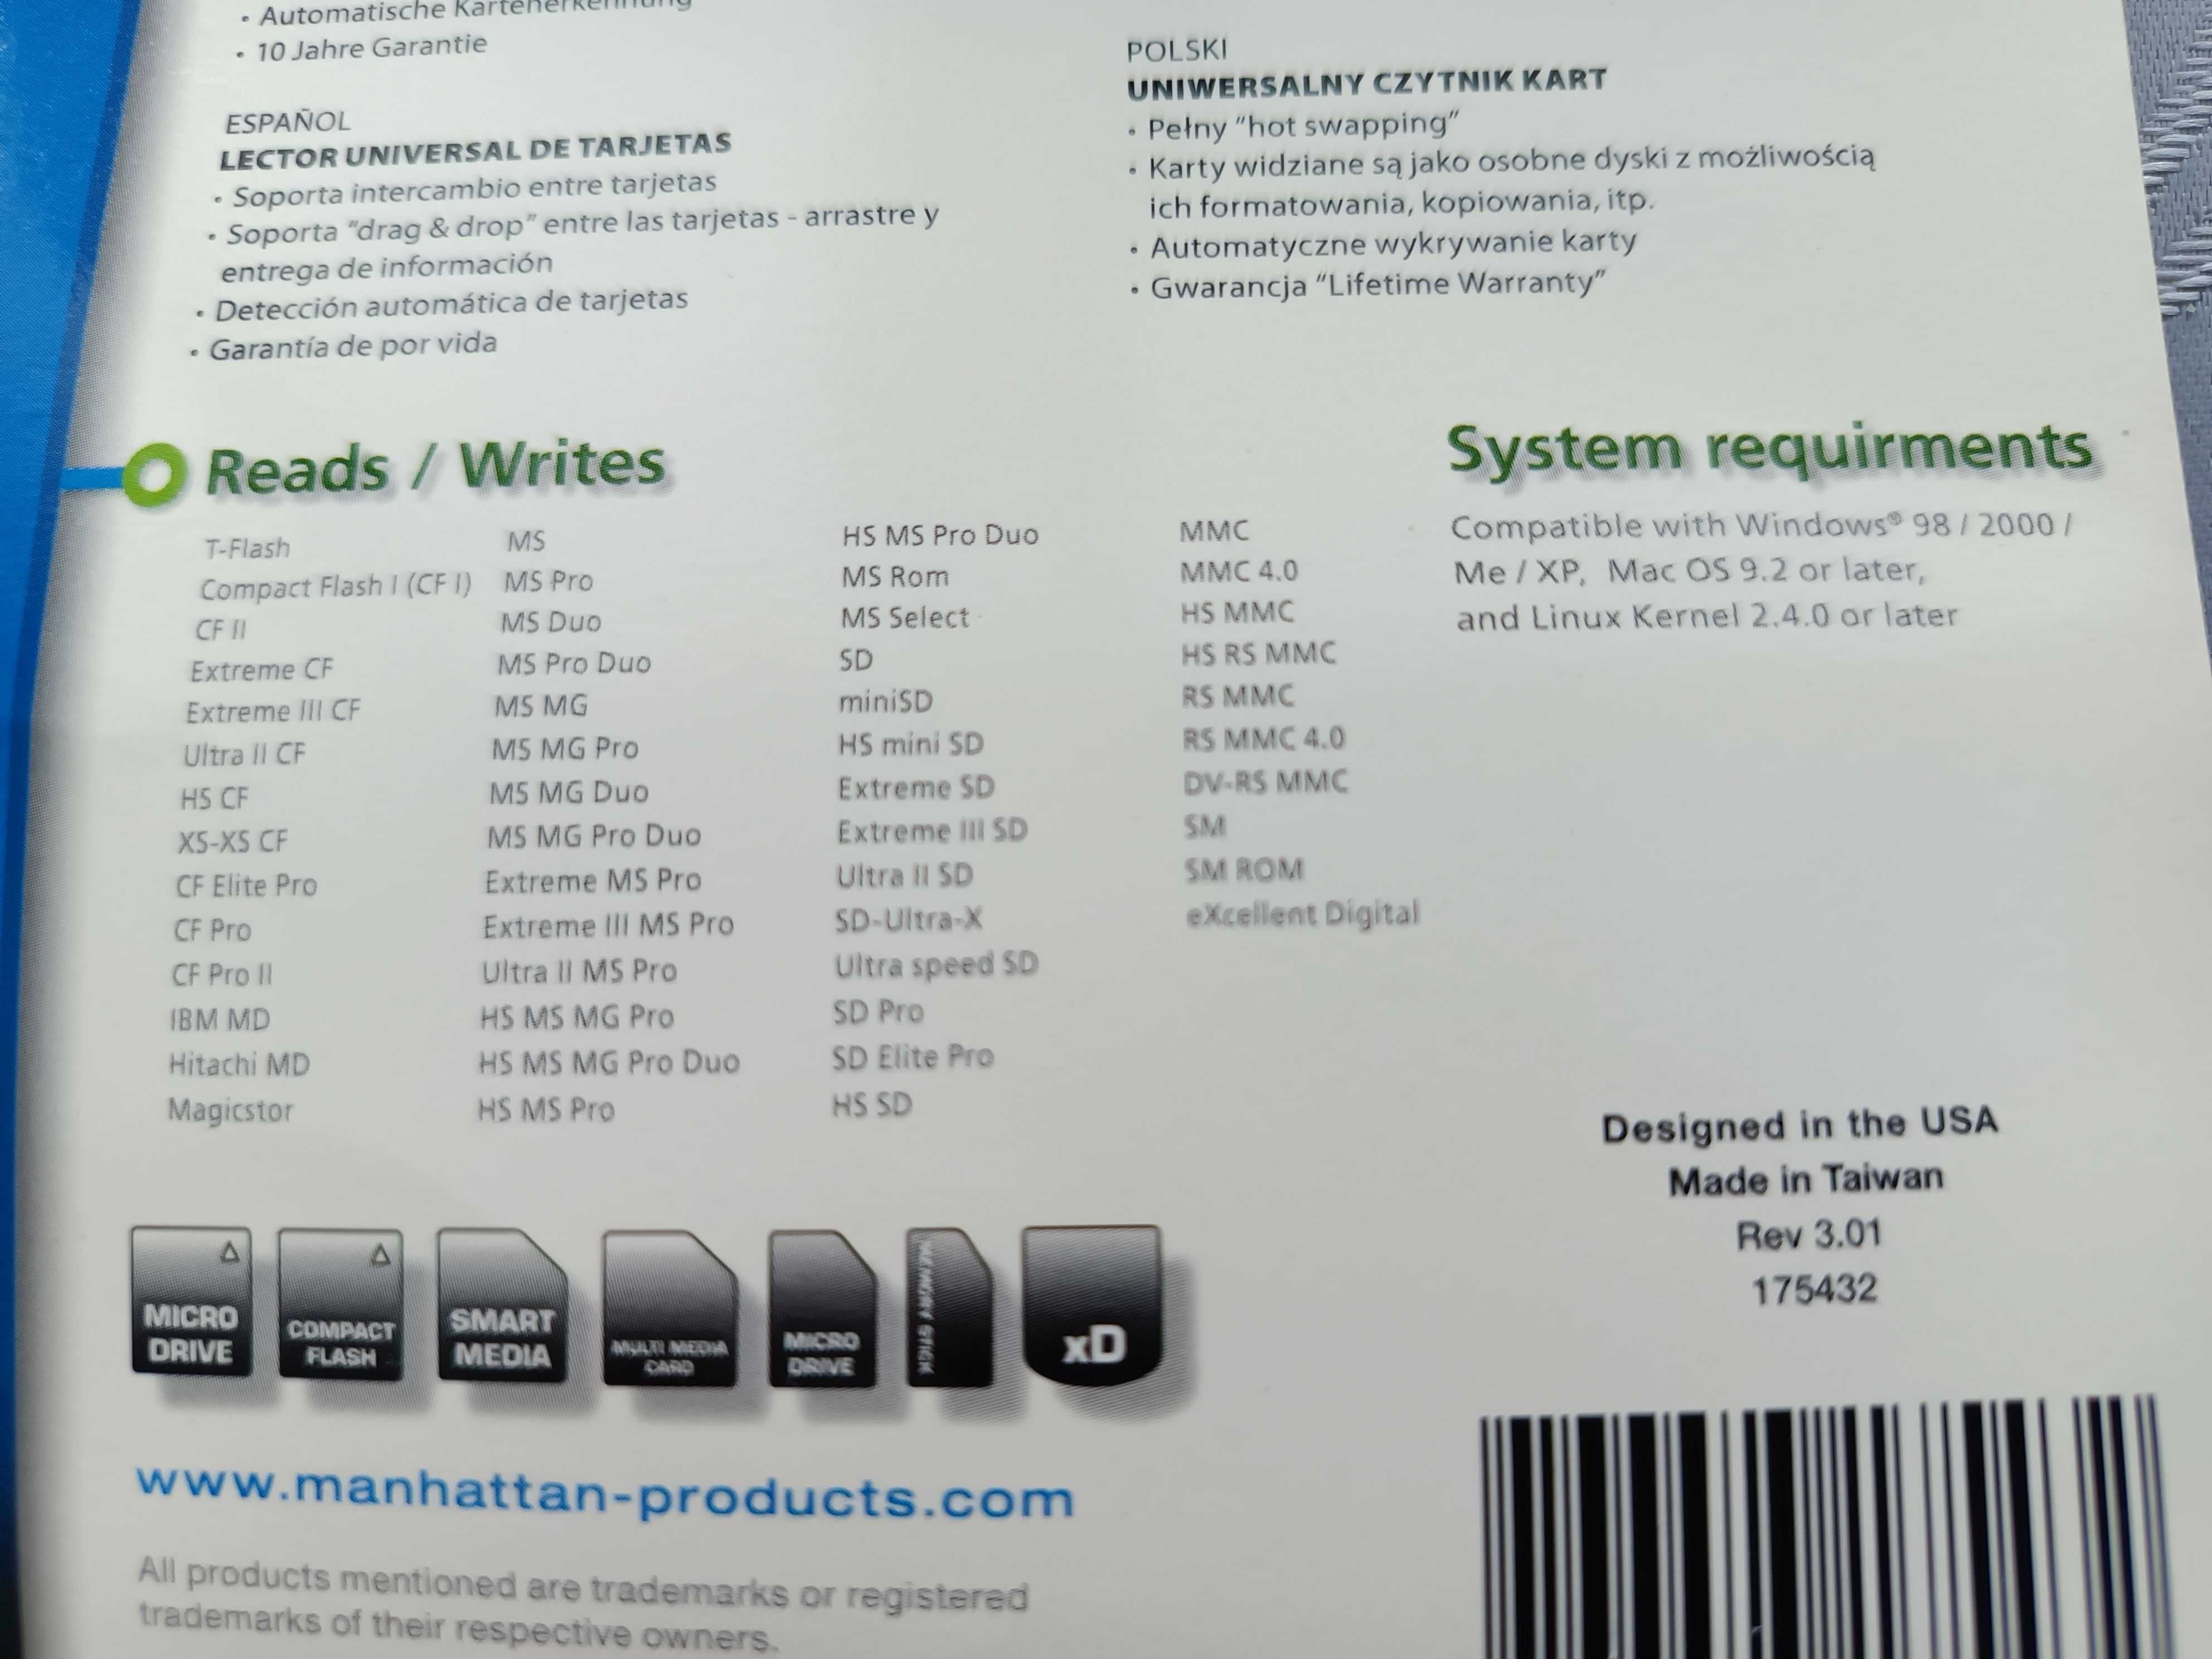 • Automatische Kartenerkennung
• 10 Jahre Garantie
ESPAÑOL
LECTOR UNIVERSAL DE TARJETAS
• Soporta intercambio entre tarjetas
• Soporta "drag & drop" entre las tarjetas - arrastre y
entrega de información
• Detección automática de tarjetas
• Garantía de por vida
POLSKI
UNIWERSALNY CZYTNIK KART
• Pełny "hot swapping"
• Karty widziane są jako osobne dyski z możliwością
ich formatowania, kopiowania, itp.
• Automatyczne wykrywanie karty
• Gwarancja "Lifetime Warranty"
Reads / Writes
T-Flash
Compact Flash I (CF I)
CF II
Extreme CF
Extreme III CF
Ultra II CF
HS CF
XS-XS CF
CF Elite Pro
CF Pro
CF Pro II
IBM MD
Hitachi MD
Magicstor
MS
MS Pro
MS Duo
MS Pro Duo
MS MG
MS MG Pro
MS MG Duo
MS MG Pro Duo
Extreme MS Pro
Extreme III MS Pro
Ultra II MS Pro
HS MS MG Pro
HS MS MG Pro Duo
HS MS Pro
HS MS Pro Duo
MS Rom
MS Select
SD
miniSD
HS mini SD
Extreme SD
Extreme III SD
Ultra II SD
SD-Ultra-X
Ultra speed SD
SD Pro
SD Elite Pro
HS SD
MMC
MMC 4.0
HS MMC
HS RS MMC
RS MMC
RS MMC 4.0
DV-RS MMC
SM
SM ROM
eXcellent Digital
System requirments
Compatible with Windows® 98 / 2000 /
Me / XP, Mac OS 9.2 or later,
and Linux Kernel 2.4.0 or later
Designed in the USA
Made in Taiwan
Rev 3.01
175432
MICRO
DRIVE
COMPACT
FLASH
SMART
MEDIA
MULTI MEDIA
CARD
MICRO
DRIVE
MEMORY STICK
xD
www.manhattan-products.com
All products mentioned are trademarks or registered
trademarks of their respective owners.